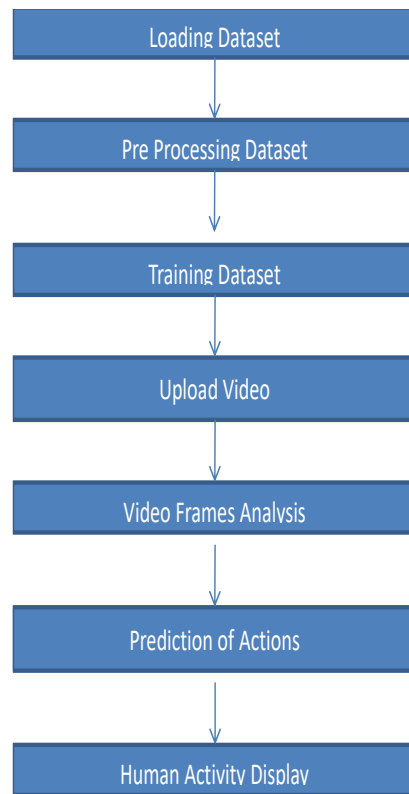 Loading Dataset
Pre Processing Dataset
Training Dataset
Upload Video
Video Frames Analysis
Prediction of Actions
Human Activity Display